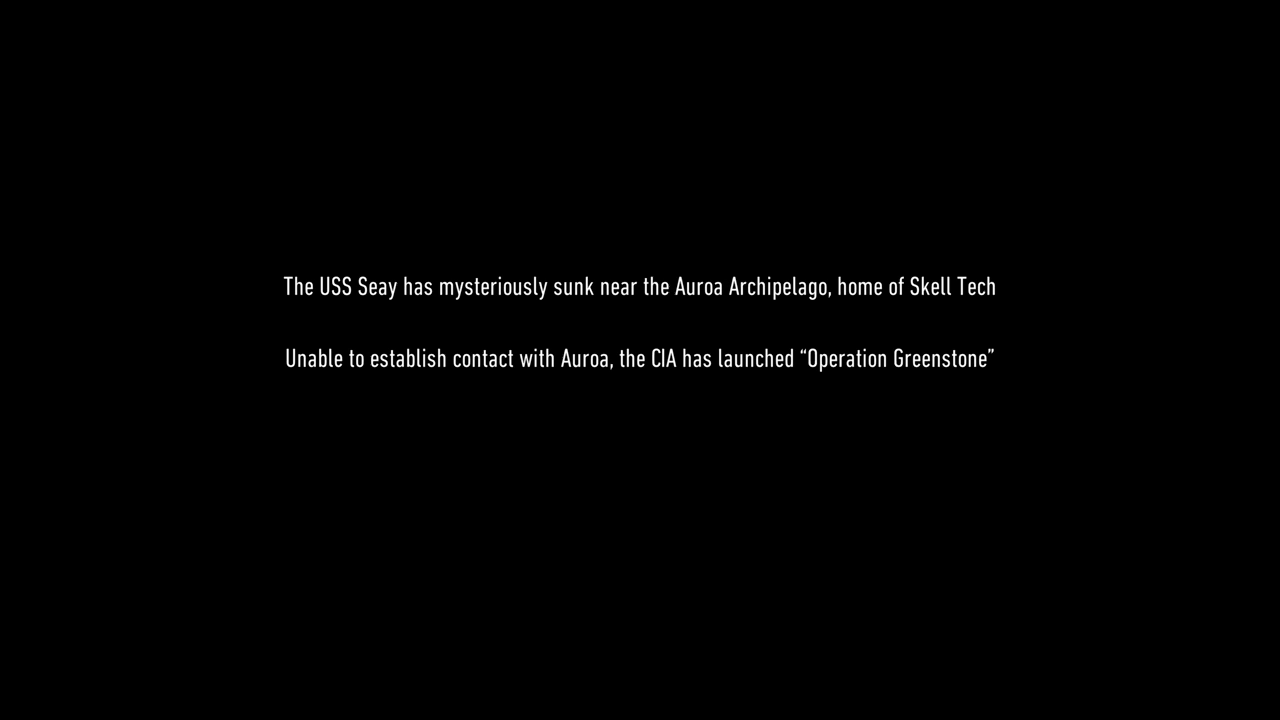 The USS Seay has mysteriously sunk near the Auroa Archipelago, home of Skell Tech
Unable to establish contact with Auroa, the CIA has launched “Operation Greenstone”